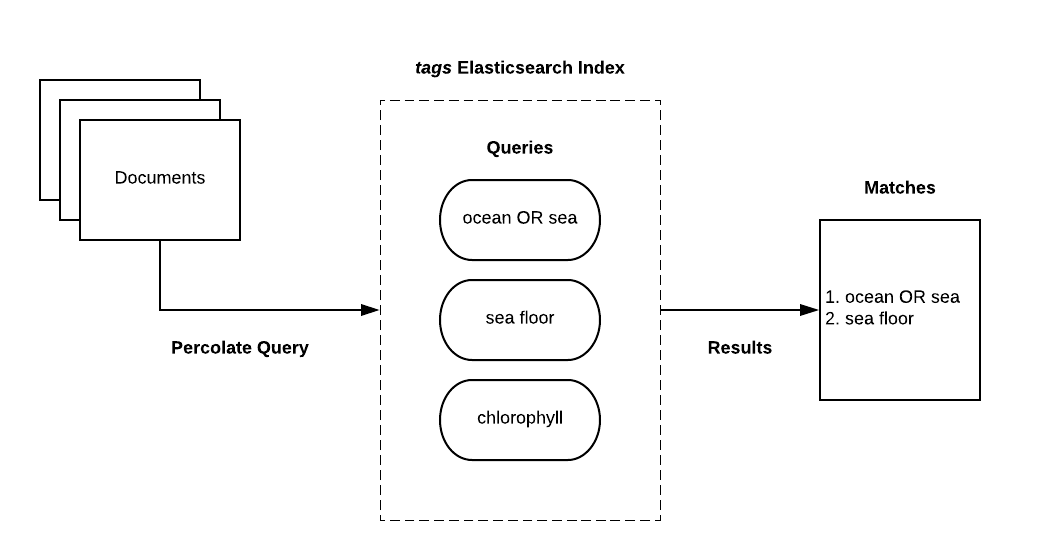 tags Elasticsearch Index
Documents
Queries
ocean OR sea
sea floor
chlorophyll
Percolate Query
Results
Matches
1. ocean OR sea
2. sea floor